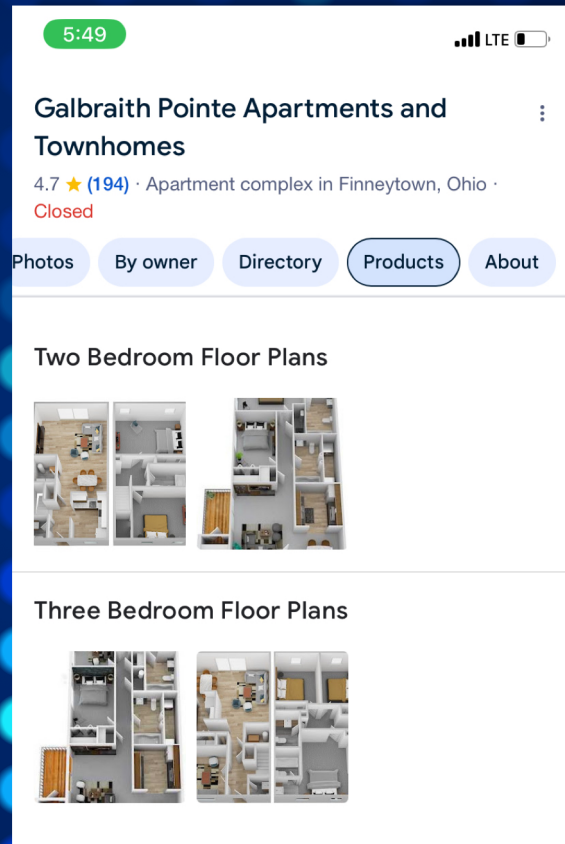 5:49
LTE
Galbraith Pointe Apartments and
Townhomes
4.7 ★ (194) · Apartment complex in Finneytown, Ohio ·
Closed
Photos By owner Directory Products About
Two Bedroom Floor Plans
Three Bedroom Floor Plans